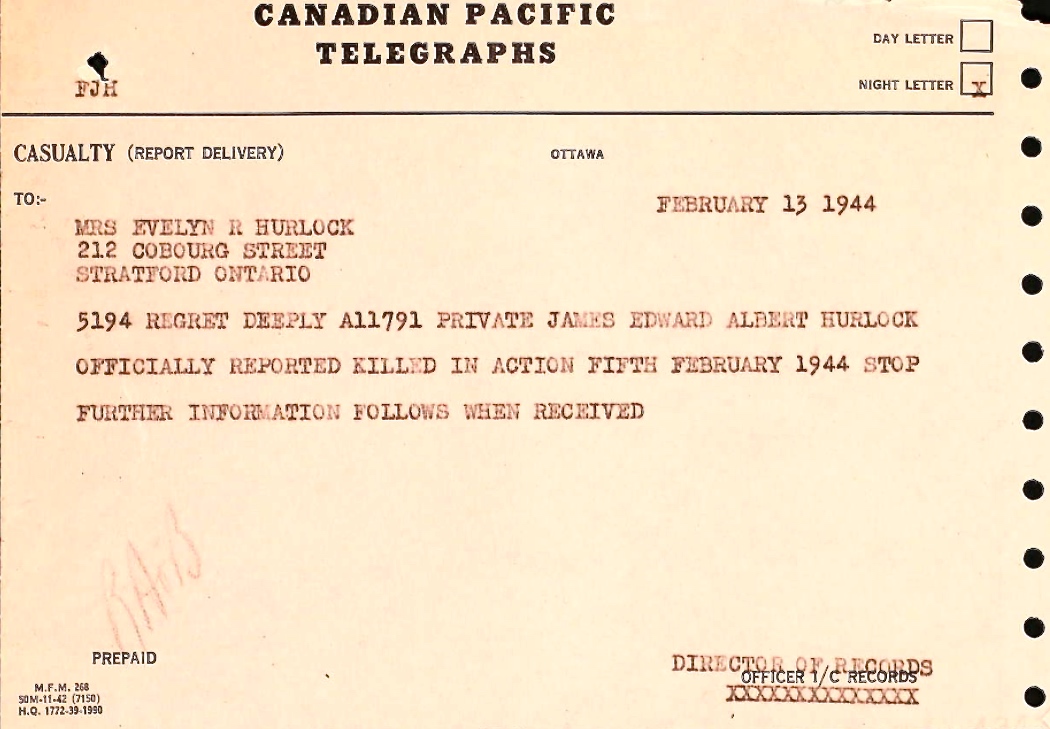 CANADIAN PACIFIC
TELEGRAPHS
DAY LETTER
NIGHT LETTER X
FJH
CASUALTY (REPORT DELIVERY) OTTAWA
TO:-
FEBRUARY 13 1944
MRS EVELYN R HURLOCK
212 COBOURG STREET
STRATFORD ONTARIO
5194 REGRET DEEPLY A11791 PRIVATE JAMES EDWARD ALBERT HURLOCK
OFFICIALLY REPORTED KILLED IN ACTION FIFTH FEBRUARY 1944 STOP
FURTHER INFORMATION FOLLOWS WHEN RECEIVED
PREPAID
DIRECTOR OF RECORDS
OFFICER I/C RECORDS
XXXXXXXXXXXXXX
M.F.M. 268
50M-11-42 (7150)
H.Q. 1772-39-1990